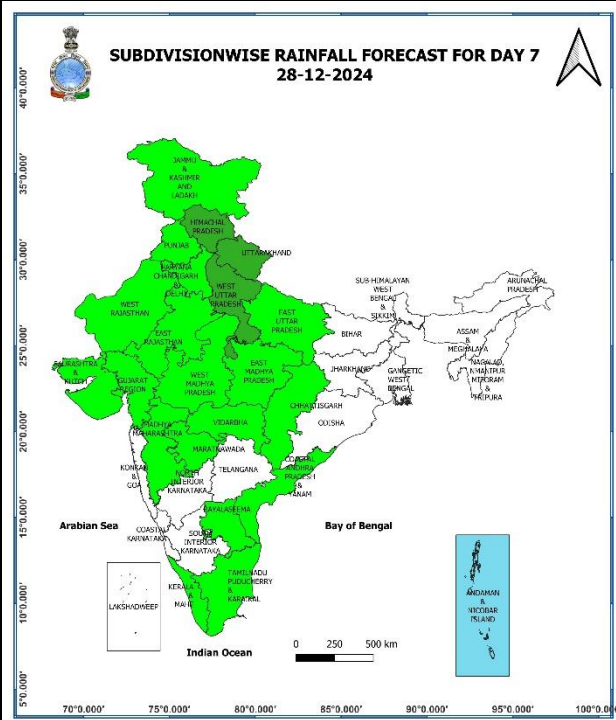 SUBDIVISIONWISE RAINFALL FORECAST FOR DAY 7
28-12-2024
40°0.000'
35°0.000'
30°0.000'
25°0.000'
20°0.000'
15°0.000'
10°0.000'
5°0.000'
JAMMU
&
KASHMIR
AND
LADAKH
HIMACHAL
PRADESH
PUNJAB
UTTARAKHAND
HARYANA
CHANDIGARH
&
DELHI
WEST
UTTAR
PRADESH
WEST
RAJASTHAN
EAST
RAJASTHAN
EAST
UTTAR
PRADESH
SUB-HIMALAYAN
WEST
BENGAL
&
SIKKIM
ARUNACHAL
PRADESH
ASSAM
&
MEGHALAYA
BIHAR
JHARKHAND
GANGETIC
WEST
BENGAL
&
SAURASHTRA
&
KUTCH
GUJARAT
REGION
WEST
MADHYA
PRADESH
EAST
MADHYA
PRADESH
CHHATTISGARH
ODISHA
MADHYA
MAHARASHTRA
VIDARBHA
MARATHAWADA
KONKAN
&
GOA
NORTH
INTERIOR
KARNATAKA
TELANGANA
COASTAL
ANDHRA
PRADESH
&
YANAM
RAYALASEEMA
COASTAL
KARNATAKA
SOUTH
INTERIOR
KARNATAKA
TAMILNADU
PUDUCHERRY
&
KARAIKAL
KERALA
&
MAHE
LAKSHADWEEP
ANDAMAN
&
NICOBAR
ISLAND
Arabian Sea
Bay of Bengal
Indian Ocean
0 250 500 km
70°0.000' 75°0.000' 80°0.000' 85°0.000' 90°0.000' 95°0.000' 100°0.000